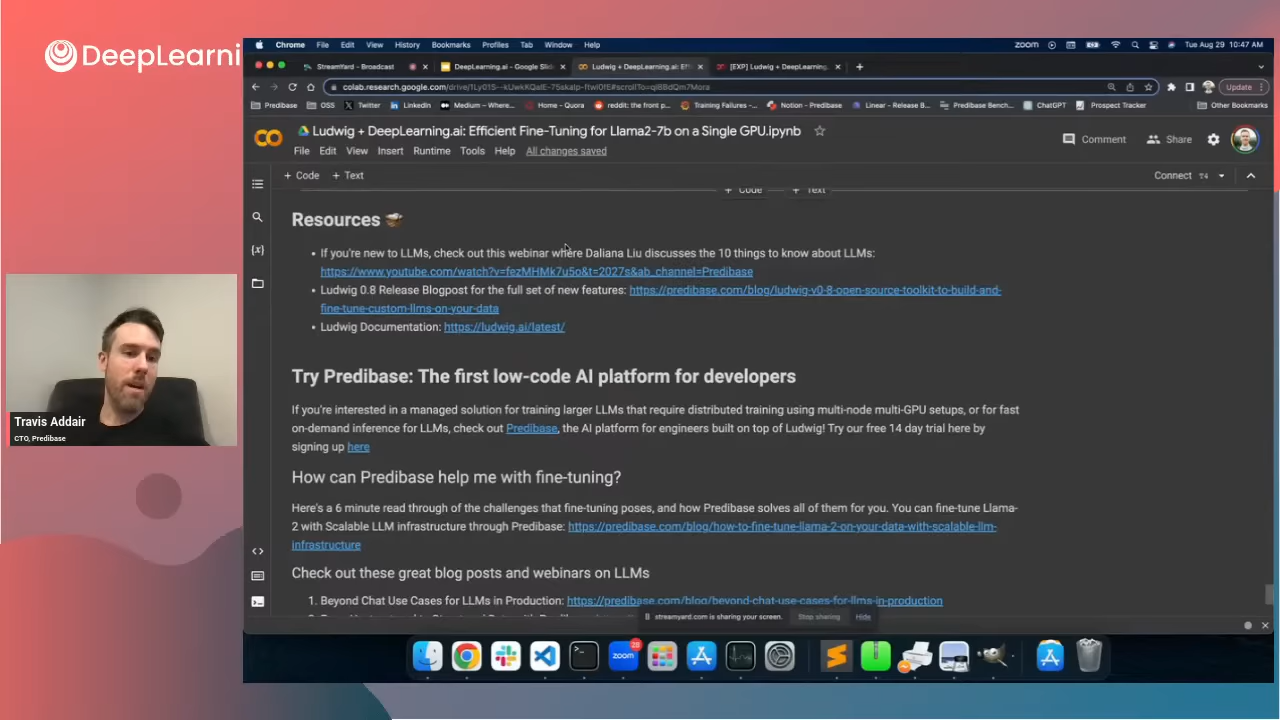 DeepLearni
Chrome File Edit View History Bookmarks Profiles Tab Window Help
zoom Tue Aug 29 10:47 AM
StreamYard - Broadcast
DeepLearning.ai - Google Slid
Ludwig + DeepLearning.ai: Eff
[EXP] Ludwig + DeepLearning.
colab.research.google.com/drive/
Update
Predibase OSS Twitter LinkedIn Medium – Where... Home - Quora reddit: the front p... Training Failures -... Notion - Predibase Linear - Release B... Predibase Bench... ChatGPT Prospect Tracker Other Bookmarks
Ludwig + DeepLearning.ai: Efficient Fine-Tuning for Llama2-7b on a Single GPU.ipynb
Comment Share
File Edit View Insert Runtime Tools Help All changes saved
+ Code + Text
Connect T4
+ Code + Text
Resources
• If you're new to LLMs, check out this webinar where Daliana Liu discusses the 10 things to know about LLMs:
https://www.youtube.com/watch?v=fezMHMk7u5o&t=2027s&ab_channel=Predibase
• Ludwig 0.8 Release Blogpost for the full set of new features: https://predibase.com/blog/ludwig-v0-8-open-source-toolkit-to-build-and-
fine-tune-custom-llms-on-your-data
• Ludwig Documentation: https://ludwig.ai/latest/
Try Predibase: The first low-code AI platform for developers
If you're interested in a managed solution for training larger LLMs that require distributed training using multi-node multi-GPU setups, or for fast
on-demand inference for LLMs, check out Predibase, the AI platform for engineers built on top of Ludwig! Try our free 14 day trial here by
signing up here
How can Predibase help me with fine-tuning?
Here's a 6 minute read through of the challenges that fine-tuning poses, and how Predibase solves all of them for you. You can fine-tune Llama-
2 with Scalable LLM infrastructure through Predibase: https://predibase.com/blog/how-to-fine-tune-llama-2-on-your-data-with-scalable-llm-
infrastructure
Check out these great blog posts and webinars on LLMs
1. Beyond Chat Use Cases for LLMs in Production: https://predibase.com/blog/beyond-chat-use-cases-for-llms-in-production
streamyard.com is sharing your screen. Stop sharing Hide
Travis Addair
CTO, Predibase
zoom
28